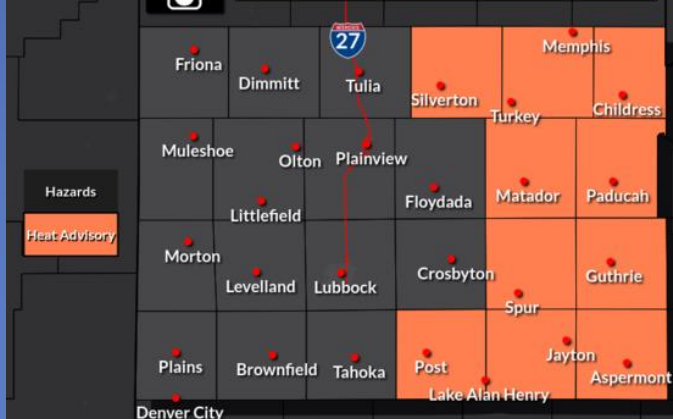 INTERSTATE
27
Memphis
Friona
Dimmitt
Tulia
Silverton
Turkey
Childress
Muleshoe
Olton
Plainview
Hazards
Heat Advisory
Littlefield
Floydada
Matador
Paducah
Morton
Levelland
Lubbock
Crosbyton
Guthrie
Spur
Plains
Brownfield
Tahoka
Post
Jayton
Aspermont
Lake Alan Henry
Denver City